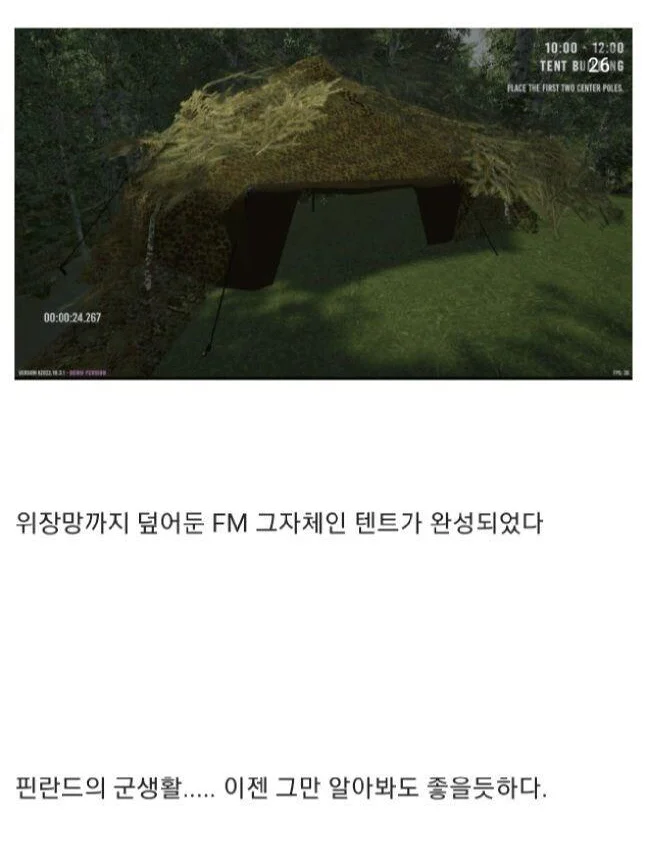 10:00 - 12:00
TENT BU26NG
PLACE THE FIRST TWO CENTER POLES.
00:00:24.267
위장망까지 덮어둔 FM 그자체인 텐트가 완성되었다
핀란드의 군생활..... 이젠 그만 알아봐도 좋을듯하다.